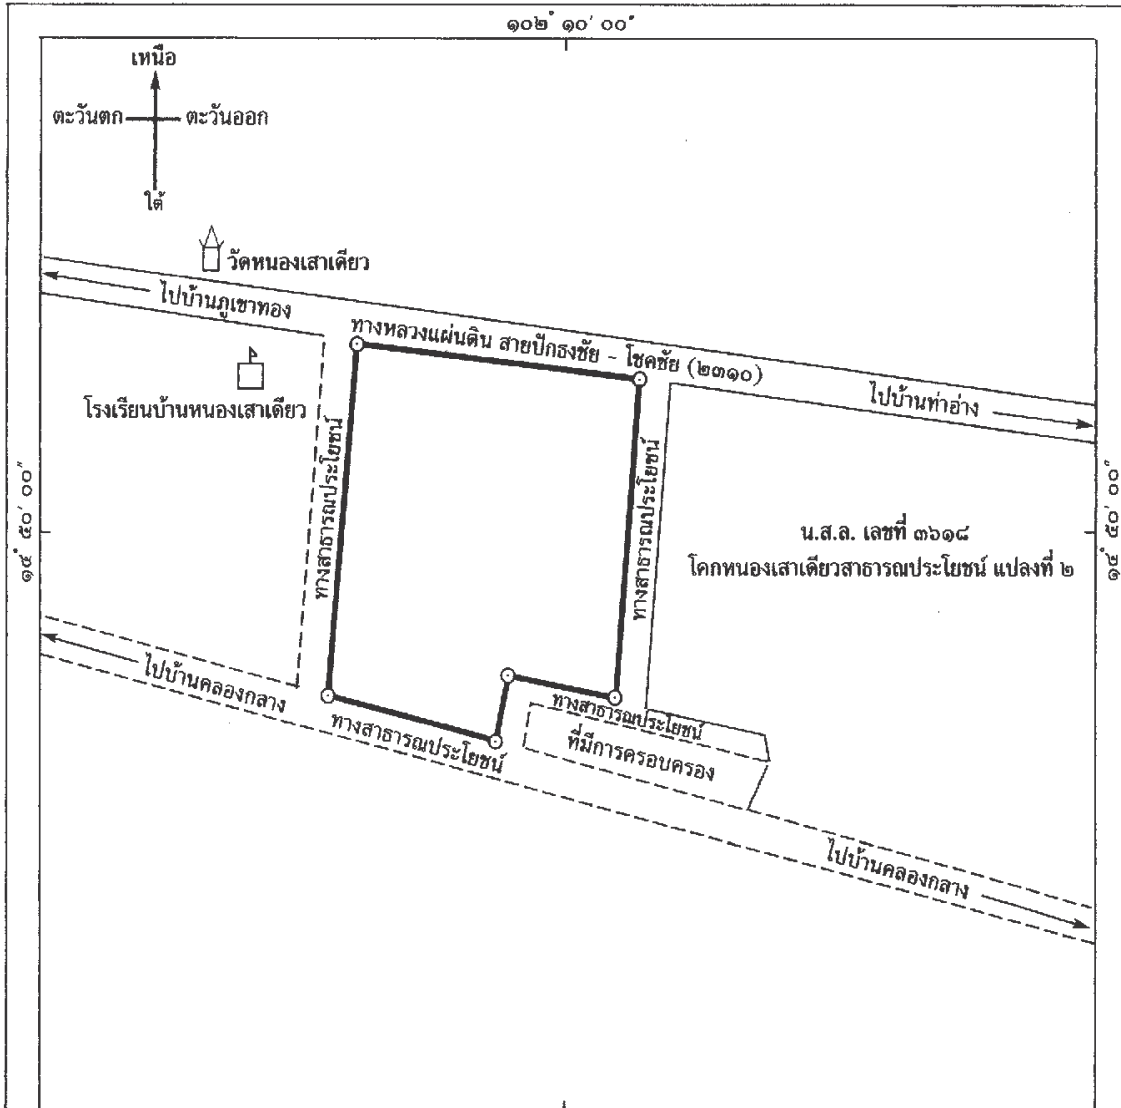 ๑๐๒° ๑๐' ๐๐"
เหนือ
ตะวันตก
ตะวันออก
ใต้
วัดหนองเสาเดียว
ไปบ้านภูเขาทอง
ทางหลวงแผ่นดิน สายปักธงชัย - โชคชัย (๒๓๑๐)
ไปบ้านท่าอ่าง
โรงเรียนบ้านหนองเสาเดียว
ทางสาธารณประโยชน์
ทางสาธารณประโยชน์
๑๔° ๕๐' ๐๐"
๑๔° ๕๐' ๐๐"
น.ส.ล. เลขที่ ๓๖๑๘
โคกหนองเสาเดียวสาธารณประโยชน์ แปลงที่ ๒
ไปบ้านคลองกลาง
ทางสาธารณประโยชน์
ทางสาธารณประโยชน์
ที่มีการครอบครอง
ไปบ้านคลองกลาง